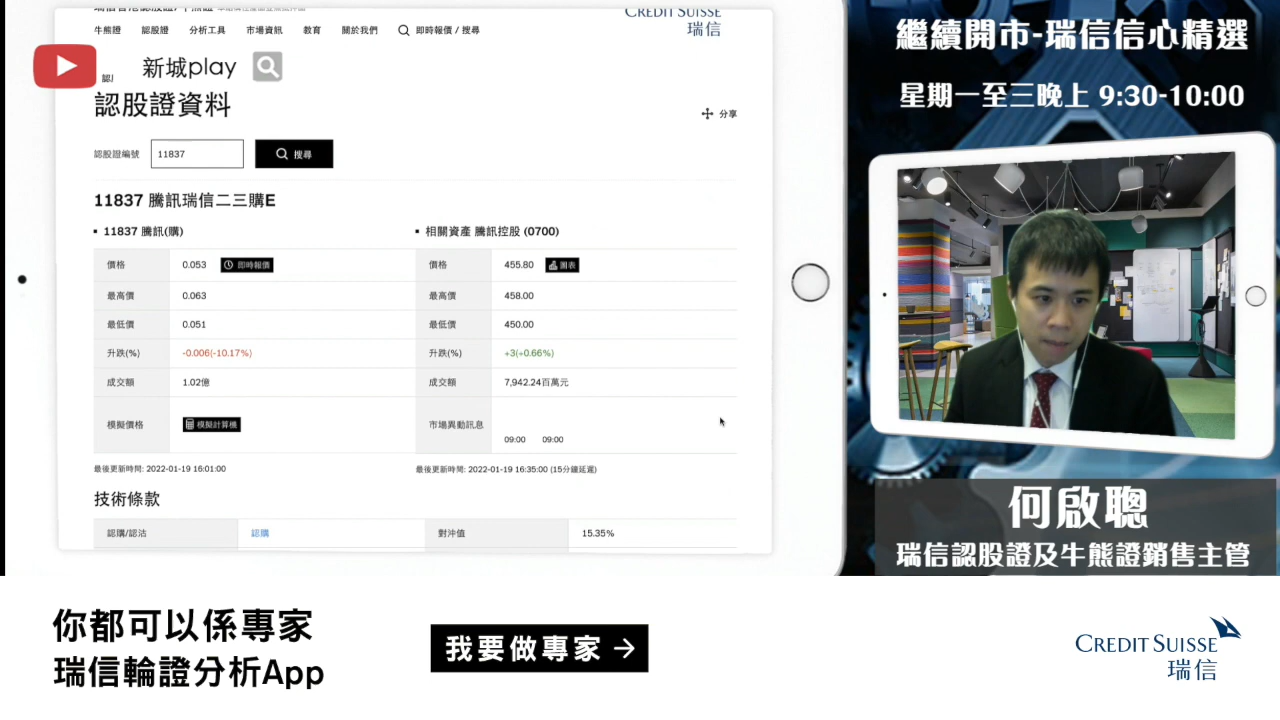 CREDIT SUISSE
瑞信
牛熊證 認股證 分析工具 市場資訊 教育 關於我們 即時報價 / 搜尋
新城play
認股證資料
分享
認股證編號 11837 搜尋
11837 騰訊瑞信二三購E
▪ 11837 騰訊(購)
價格 0.053 即時報價
最高價 0.063
最低價 0.051
升跌(%) -0.006(-10.17%)
成交額 1.02億
模擬價格 模擬計算機
最後更新時間: 2022-01-19 16:01:00
▪ 相關資產 騰訊控股 (0700)
價格 455.80 圖表
最高價 458.00
最低價 450.00
升跌(%) +3(+0.66%)
成交額 7,942.24百萬元
市場異動訊息
09:00 09:00
最後更新時間: 2022-01-19 16:35:00 (15分鐘延遲)
技術條款
認購/認沽 認購 對沖值 15.35%
繼續開市-瑞信信心精選
星期一至三晚上 9:30-10:00
何啟聰
瑞信認股證及牛熊證銷售主管
你都可以係專家
瑞信輪證分析App
我要做專家 →
CREDIT SUISSE
瑞信